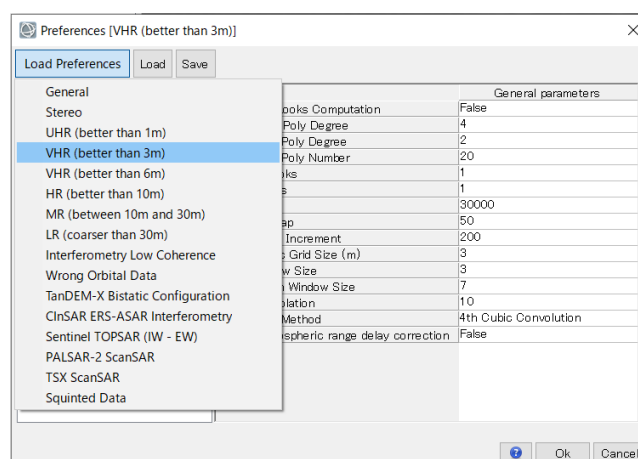 Preferences [VHR (better than 3m)]
Load Preferences Load Save
General
Stereo
UHR (better than 1m)
VHR (better than 3m)
VHR (better than 6m)
HR (better than 10m)
MR (between 10m and 30m)
LR (coarser than 30m)
Interferometry Low Coherence
Wrong Orbital Data
TanDEM-X Bistatic Configuration
CInSAR ERS-ASAR Interferometry
Sentinel TOPSAR (IW - EW)
PALSAR-2 ScanSAR
TSX ScanSAR
Squinted Data
General parameters
ooks Computation False
Poly Degree 4
Poly Degree 2
Poly Number 20
oks 1
s 1
30000
ap 50
Increment 200
c Grid Size (m) 3
w Size 3
n Window Size 7
olation 10
Method 4th Cubic Convolution
ospheric range delay correction False
Ok Cancel